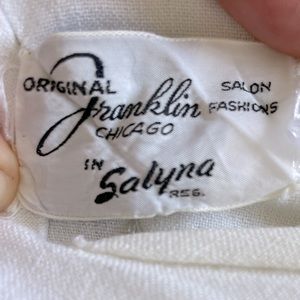 ORIGINAL Franklin SALON FASHIONS
CHICAGO
IN Salyna
REG.